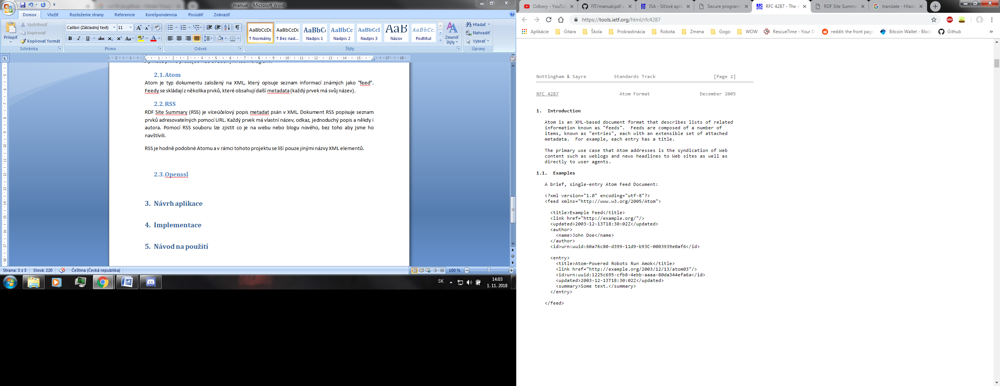 manual - Microsoft Word
Domov Vložiť Rozloženie strany Referencie Korešpondencia Posúdiť Zobraziť
Prilepiť
Vystrihnúť
Kopírovať
Kopírovať formát
Schránka
Calibri (Základný text) 11
Písmo
Odsek
AaBbCcDc AaBbCcDc AaBbC AaBbCc AaBbCcI AaB AaBbCc.
¶ Normálny ¶ Bez riad... Nadpis 1 Nadpis 2 Nadpis 3 Názov Podtitul
Zmeniť štýly
Štýly
Hľadať
Nahradiť
Vybrať
Úpravy
2.1. Atom
Atom je typ dokumentu založený na XML, který opisuje seznam informací známých jako "feed".
Feedy se skládají z několika prvků, které obsahují další metadata (každý prvek má svůj název).
2.2. RSS
RDF Site Summary (RSS) je víceúčelový popis metadat psán v XML. Dokument RSS popisuje seznam
prvků adresovatelných pomocí URL. Každý prvek má vlastní název, odkaz, jednoduchý popis a někdy i
autora. Pomocí RSS souboru lze zjistit co je na webu nebo blogu nového, bez toho aby jsme ho
navštívili.
RSS je hodně podobné Atomu a v rámci tohoto projektu se liší pouze jinými názvy XML elementů.
2.3. Openssl
3. Návrh aplikace
4. Implementace
5. Návod na použití
Strana: 3 z 3 Slová: 220 Čeština (Česká republika) 100 %
SK 14:03
1. 11. 2018
Odbery - YouTub FIT/manual.pdf a ISA - Síťové aplik Secure programm RFC 4287 - The A RDF Site Summa translate - Hľada
https://tools.ietf.org/html/rfc4287
Aplikácie Gitara Škola Prokrastinácia Robota Zmena Gogo WOW RescueTime - Your D reddit: the front page Bitcoin Wallet - Block Github »
Nottingham & Sayre Standards Track [Page 2]
RFC 4287 Atom Format December 2005
1. Introduction
Atom is an XML-based document format that describes lists of related
information known as "feeds". Feeds are composed of a number of
items, known as "entries", each with an extensible set of attached
metadata. For example, each entry has a title.
The primary use case that Atom addresses is the syndication of Web
content such as weblogs and news headlines to Web sites as well as
directly to user agents.
1.1. Examples
A brief, single-entry Atom Feed Document:
<?xml version="1.0" encoding="utf-8"?>
<feed xmlns="http://www.w3.org/2005/Atom">
<title>Example Feed</title>
<link href="http://example.org/"/>
<updated>2003-12-13T18:30:02Z</updated>
<author>
<name>John Doe</name>
</author>
<id>urn:uuid:60a76c80-d399-11d9-b93C-0003939e0af6</id>
<entry>
<title>Atom-Powered Robots Run Amok</title>
<link href="http://example.org/2003/12/13/atom03"/>
<id>urn:uuid:1225c695-cfb8-4ebb-aaaa-80da344efa6a</id>
<updated>2003-12-13T18:30:02Z</updated>
<summary>Some text.</summary>
</entry>
</feed>